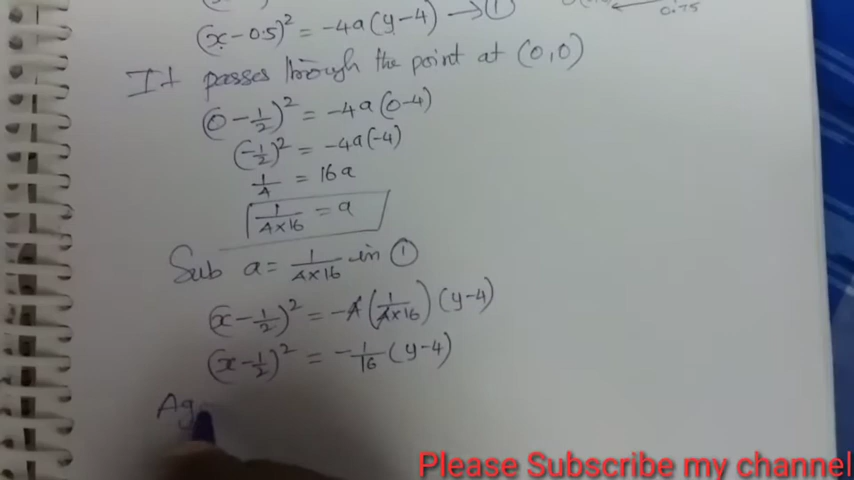 (x-0.5)² = -4a(y-4) → ①
0.75
It passes through the point at (0,0)
(0-1/2)² = -4a(0-4)
(-1/2)² = -4a(-4)
1/4 = 16a
1/4×16 = a
Sub a = 1/4×16 in ①
(x-1/2)² = -4(1/4×16)(y-4)
(x-1/2)² = -1/16(y-4)
Ag
Please Subscribe my channel